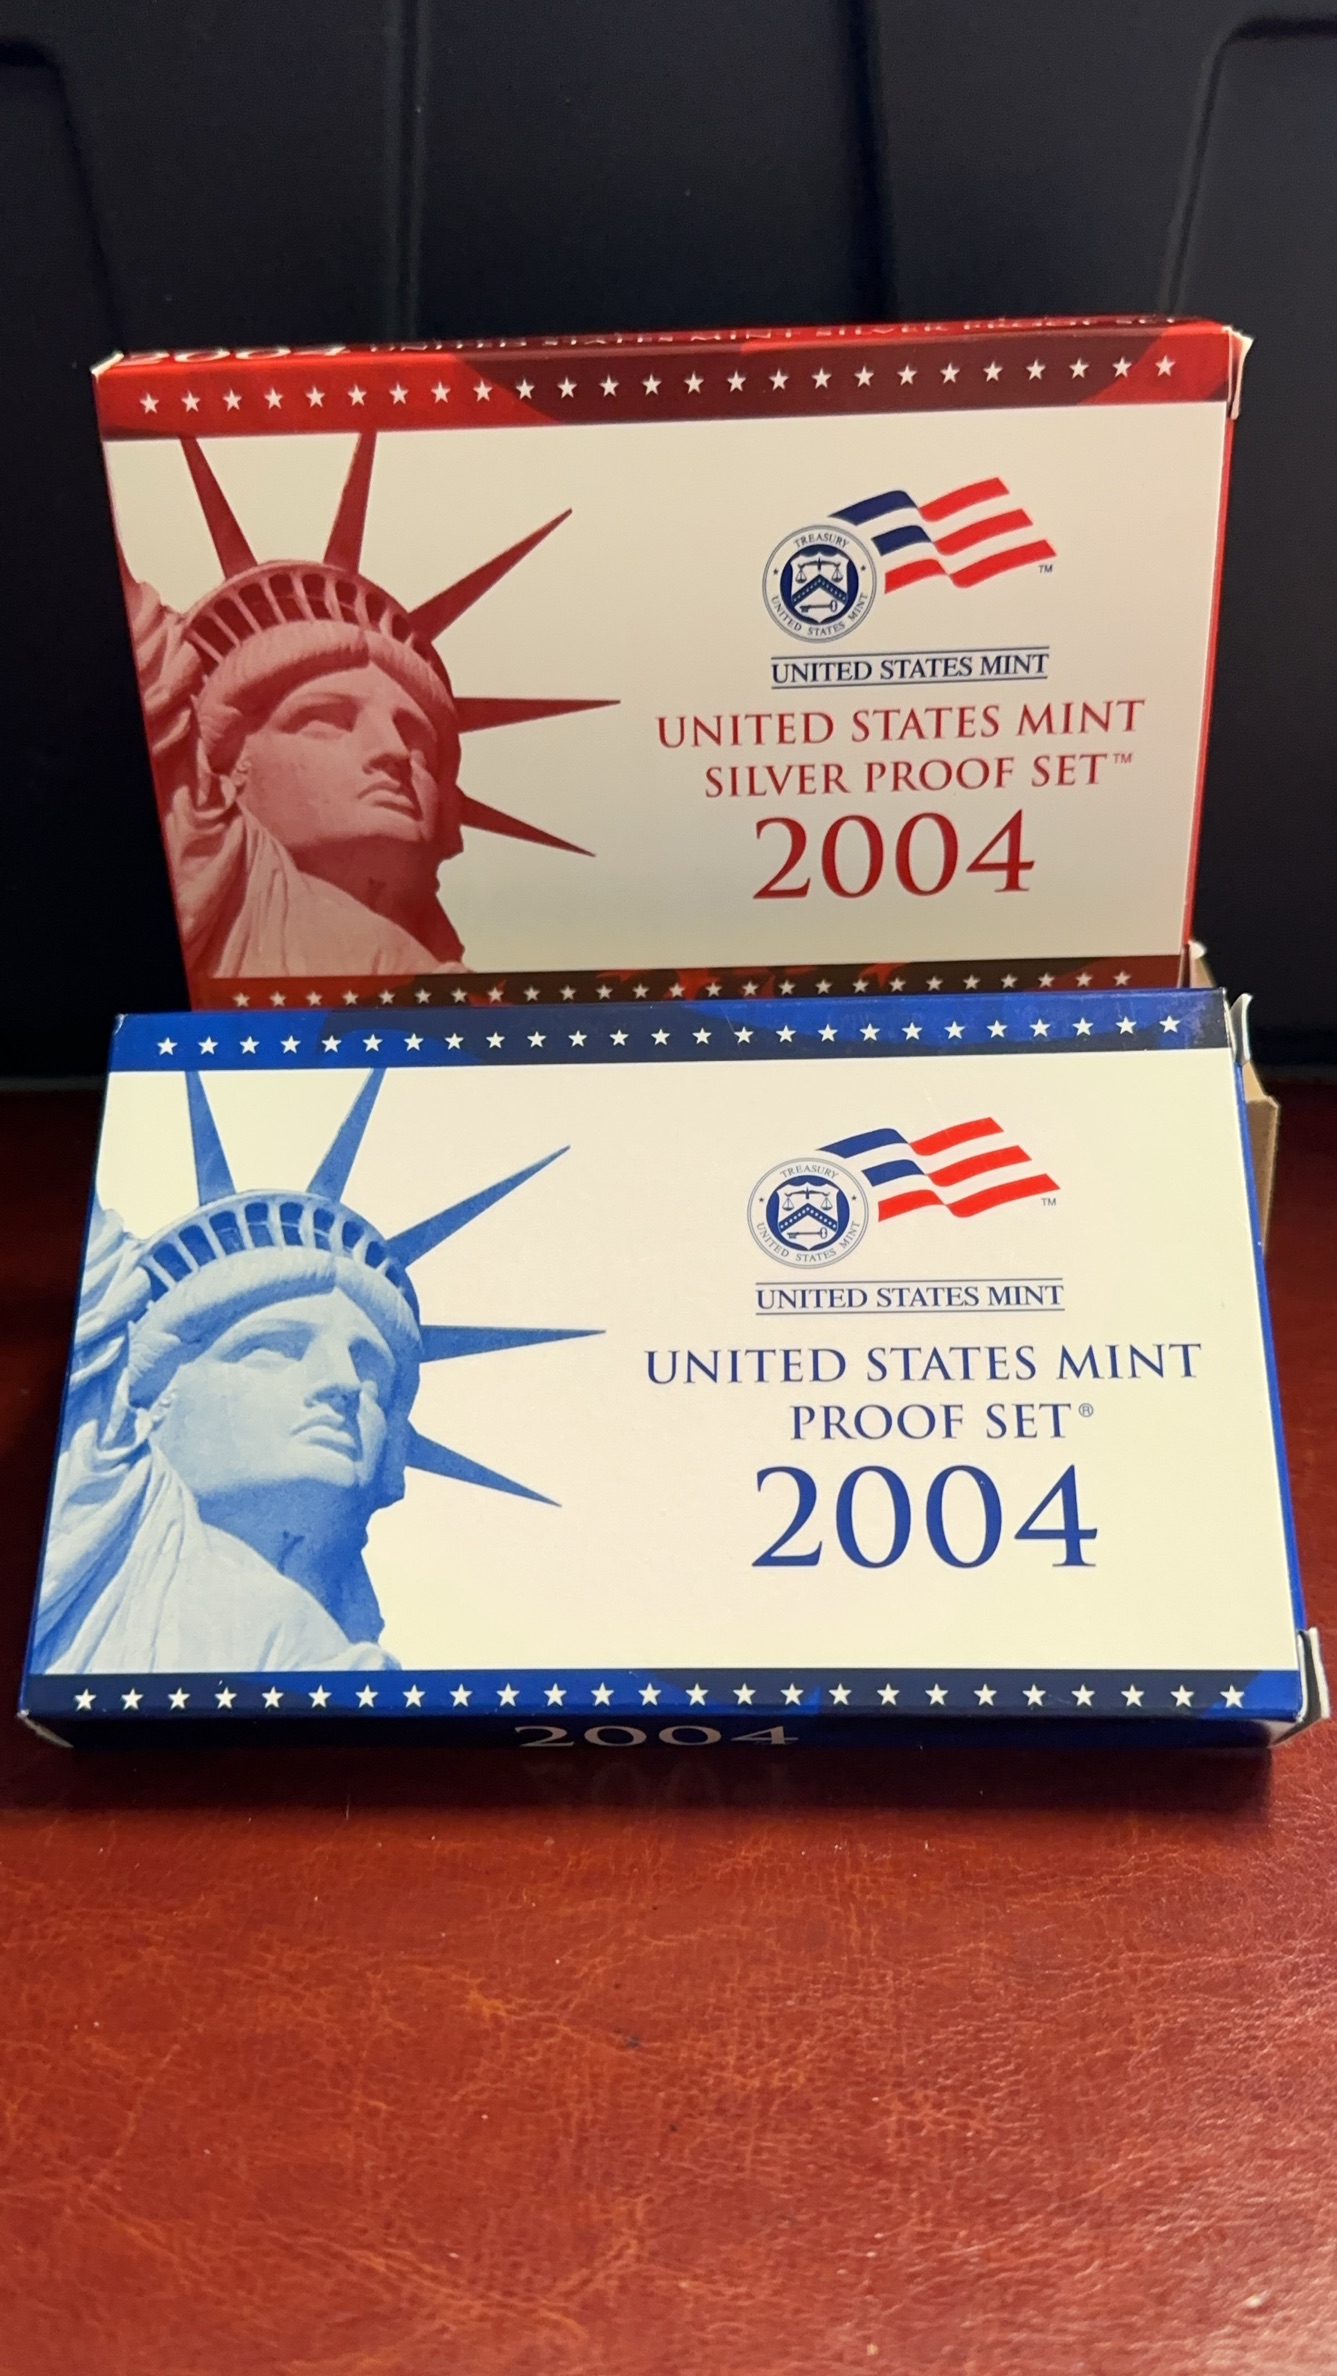 2004 UNITED STATES MINT SILVER PROOF SET
TREASURY
UNITED STATES MINT
TM
UNITED STATES MINT
UNITED STATES MINT
SILVER PROOF SET™
2004
TREASURY
UNITED STATES MINT
TM
UNITED STATES MINT
UNITED STATES MINT
PROOF SET®
2004
2004